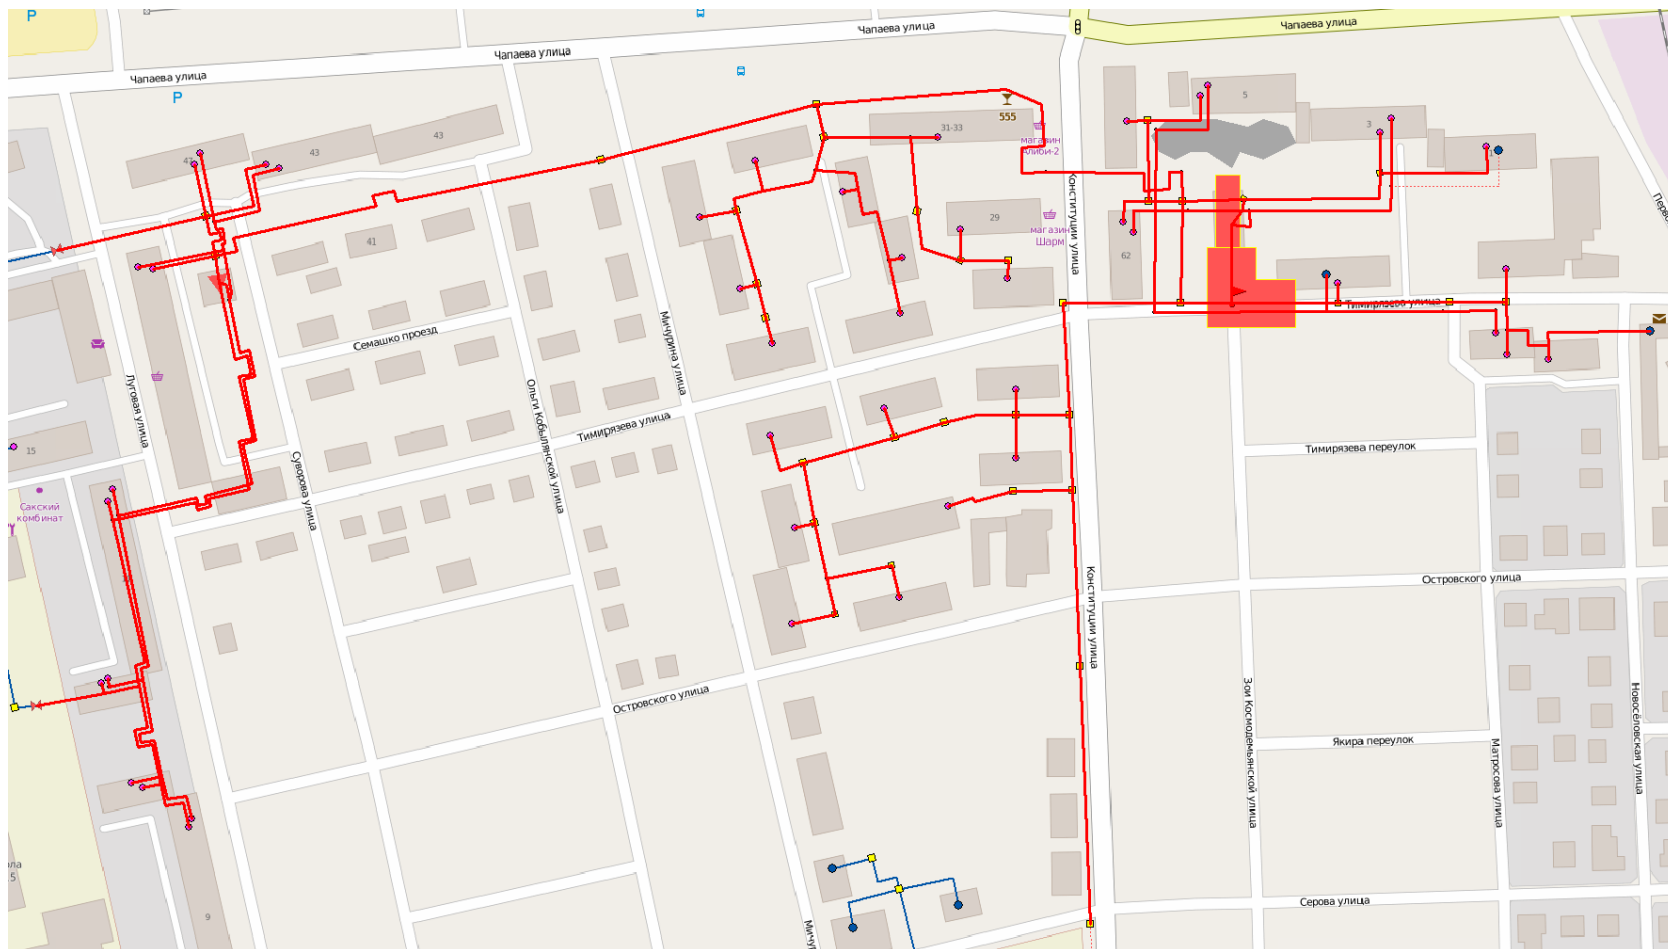 P
Чапаева улица
Чапаева улица
Чапаева улица
Чапаева улица
P
5
3
555
31-33
43
43
магазин
Алиби-2
Конституции улица
29
магазин
Шарм
62
41
Тимирязева улица
Мичурина улица
Семашко проезд
Луговая улица
Ольги Кобылянской улица
Тимирязева улица
15
Суворова улица
Тимирязева переулок
Сакский
комбинат
Островского улица
Конституции улица
Островского улица
Зои Космодемьянской улица
Новосёловская улица
Матросова улица
Якира переулок
ола
5
9
Серова улица
Мичу